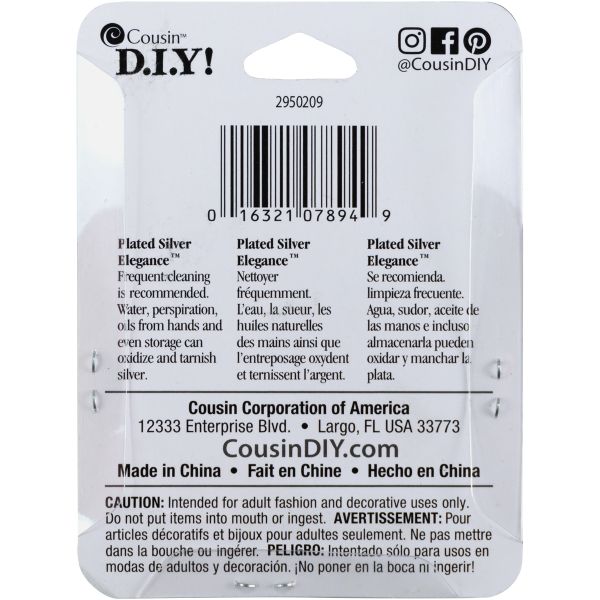 Cousin™
D.I.Y!
@CousinDIY
2950209
0 16321 07894 9
Plated Silver
Elegance™
Frequent cleaning
is recommended.
Water, perspiration,
oils from hands and
even storage can
oxidize and tarnish
silver.
Plated Silver
Elegance™
Nettoyer
fréquemment.
L'eau, la sueur, les
huiles naturelles
des mains ainsi que
l'entreposage oxydent
et ternissent l'argent.
Plated Silver
Elegance™
Se recomienda.
limpieza frecuente.
Agua, sudor, aceite de
las manos e incluso
almacenarla pueden
oxidar y manchar la
plata.
Cousin Corporation of America
12333 Enterprise Blvd. • Largo, FL USA 33773
CousinDIY.com
Made in China • Fait en Chine • Hecho en China
CAUTION: Intended for adult fashion and decorative uses only.
Do not put items into mouth or ingest. AVERTISSEMENT: Pour
articles décoratifs et bijoux pour adultes seulement. Ne pas mettre
dans la bouche ou ingérer. PELIGRO: Intentado sólo para usos en
modas de adultos y decoración. ¡No poner en la boca ni ingerir!